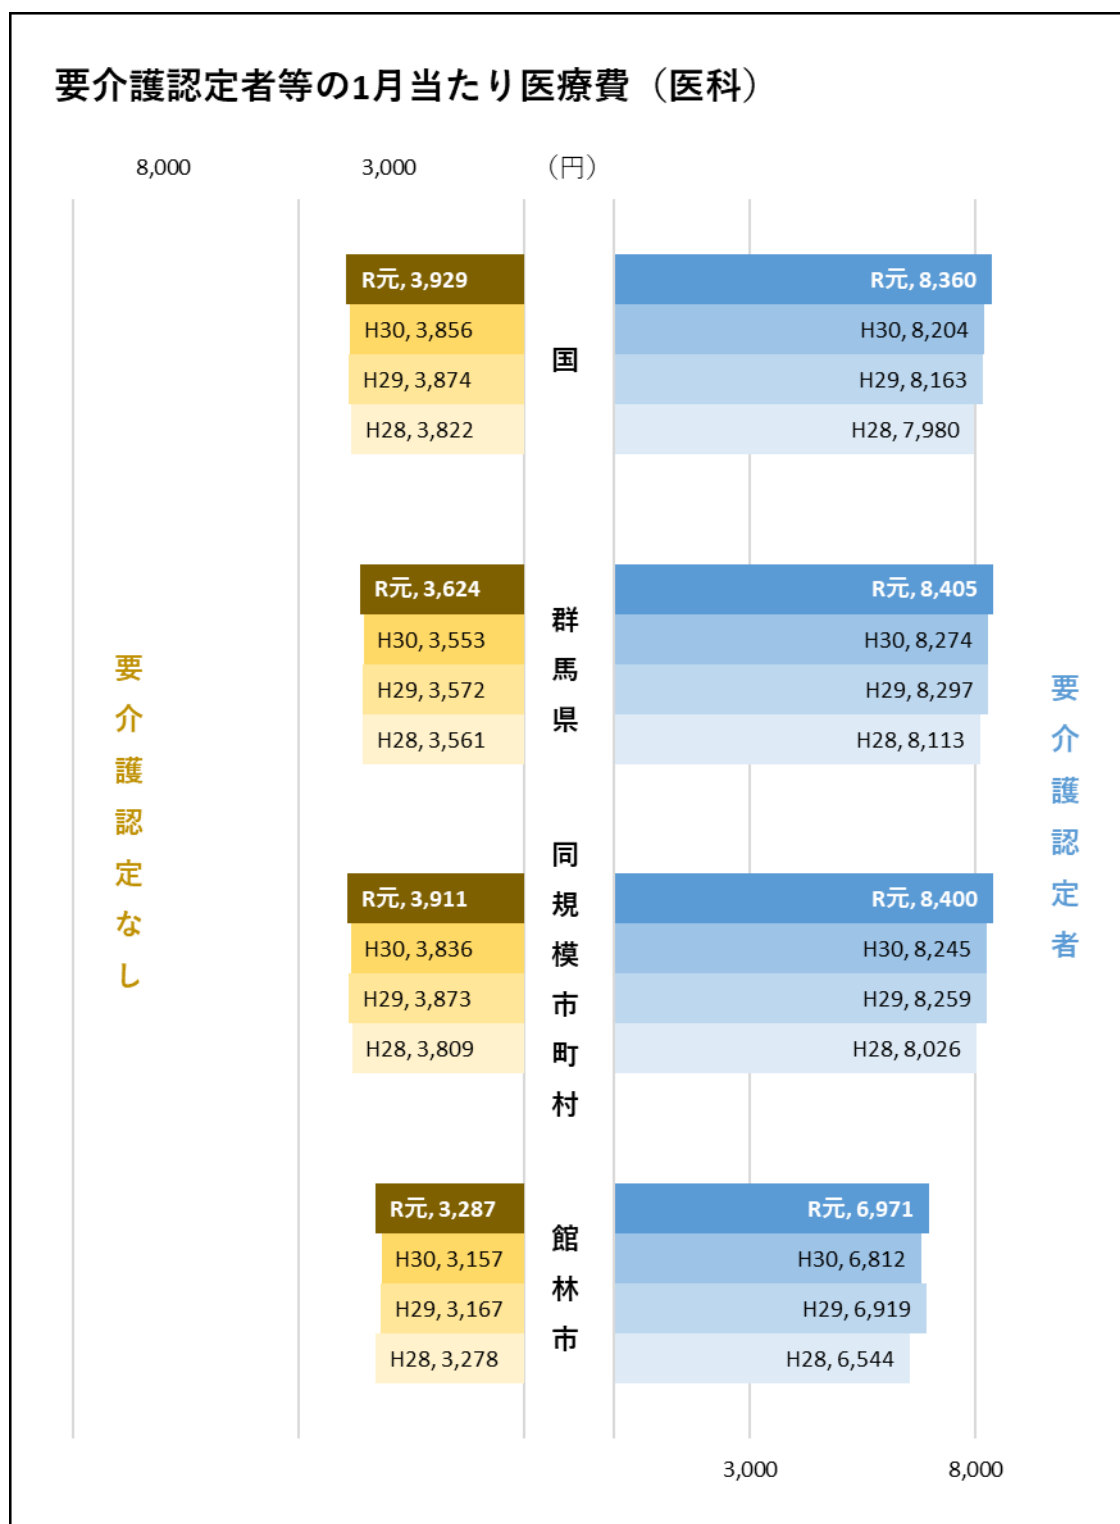 要介護認定者等の1月当たり医療費（医科）
8,000
3,000
（円）
R元, 3,929
H30, 3,856
H29, 3,874
H28, 3,822
国
R元, 8,360
H30, 8,204
H29, 8,163
H28, 7,980
R元, 3,624
H30, 3,553
H29, 3,572
H28, 3,561
群馬県
R元, 8,405
H30, 8,274
H29, 8,297
H28, 8,113
要介護認定なし
要介護認定者
R元, 3,911
H30, 3,836
H29, 3,873
H28, 3,809
同規模市町村
R元, 8,400
H30, 8,245
H29, 8,259
H28, 8,026
R元, 3,287
H30, 3,157
H29, 3,167
H28, 3,278
館林市
R元, 6,971
H30, 6,812
H29, 6,919
H28, 6,544
3,000
8,000